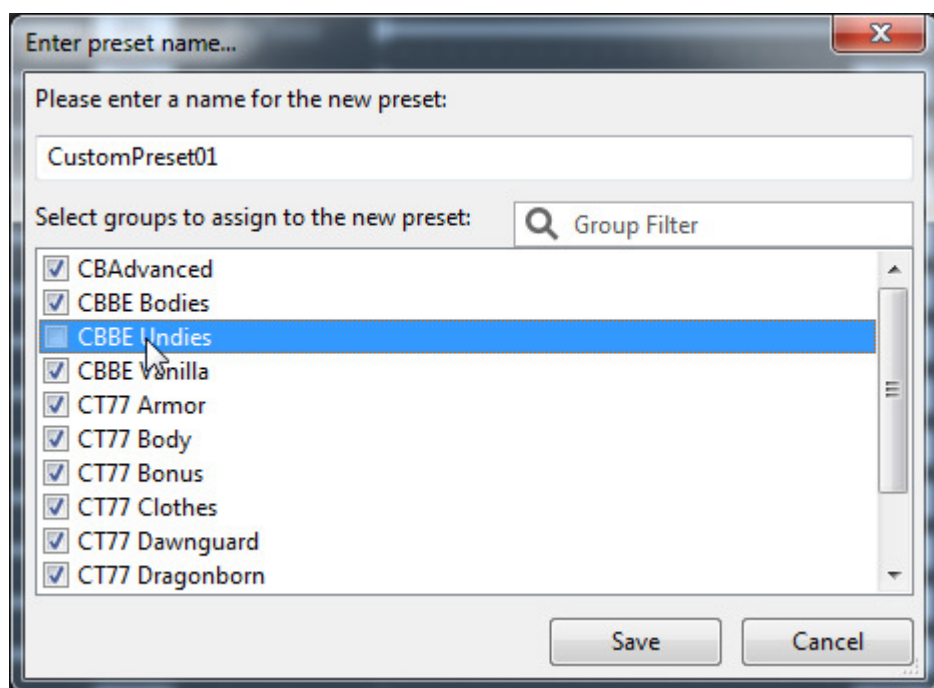 Enter preset name...
Please enter a name for the new preset:
CustomPreset01
Select groups to assign to the new preset:
Group Filter
CBAdvanced
CBBE Bodies
CBBE Undies
CBBE Vanilla
CT77 Armor
CT77 Body
CT77 Bonus
CT77 Clothes
CT77 Dawnguard
CT77 Dragonborn
Save Cancel